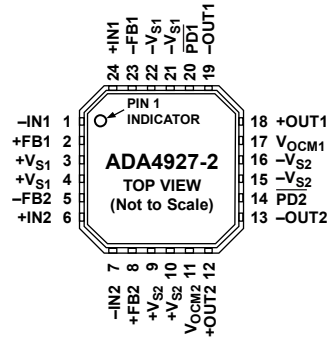 +IN1
–FB1
–VS1
–VS1
PD1
–OUT1
24
23
22
21
20
19
–IN1 1
+FB1 2
+VS1 3
+VS1 4
–FB2 5
+IN2 6
PIN 1
INDICATOR
ADA4927-2
TOP VIEW
(Not to Scale)
18 +OUT1
17 VOCM1
16 –VS2
15 –VS2
14 PD2
13 –OUT2
7
8
9
10
11
12
–IN2
+FB2
+VS2
+VS2
VOCM2
+OUT2